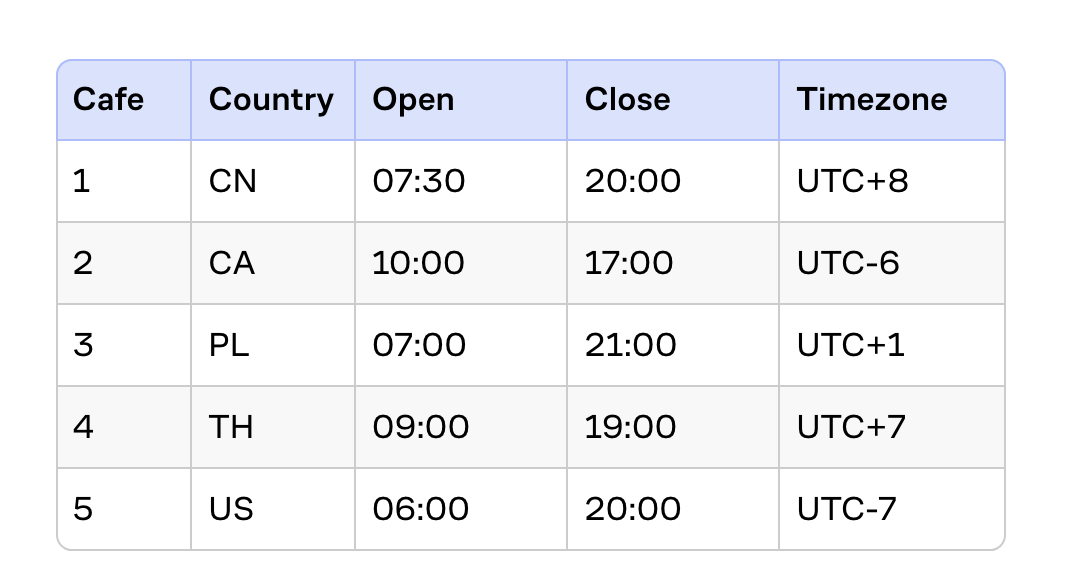 Cafe Country Open Close Timezone
1 CN 07:30 20:00 UTC+8
2 CA 10:00 17:00 UTC-6
3 PL 07:00 21:00 UTC+1
4 TH 09:00 19:00 UTC+7
5 US 06:00 20:00 UTC-7